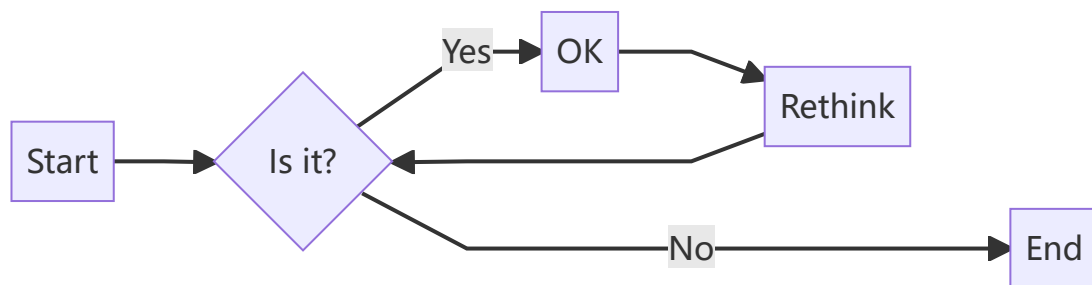 Yes
OK
Rethink
Start
Is it?
No
End